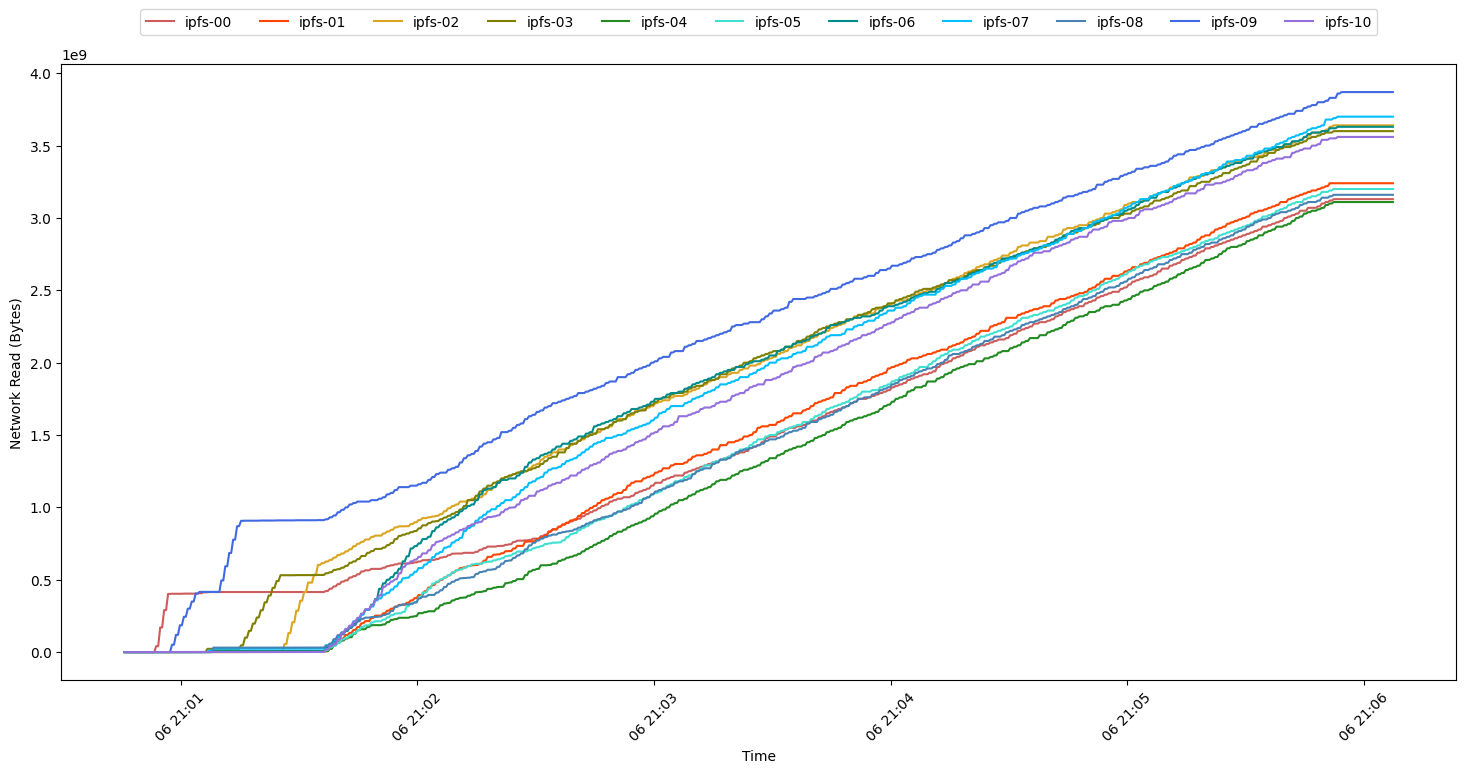 ipfs-00 ipfs-01 ipfs-02 ipfs-03 ipfs-04 ipfs-05 ipfs-06 ipfs-07 ipfs-08 ipfs-09 ipfs-10
1e9
4.0
3.5
3.0
2.5
2.0
1.5
1.0
0.5
0.0
Network Read (Bytes)
06 21:01 06 21:02 06 21:03 06 21:04 06 21:05 06 21:06
Time